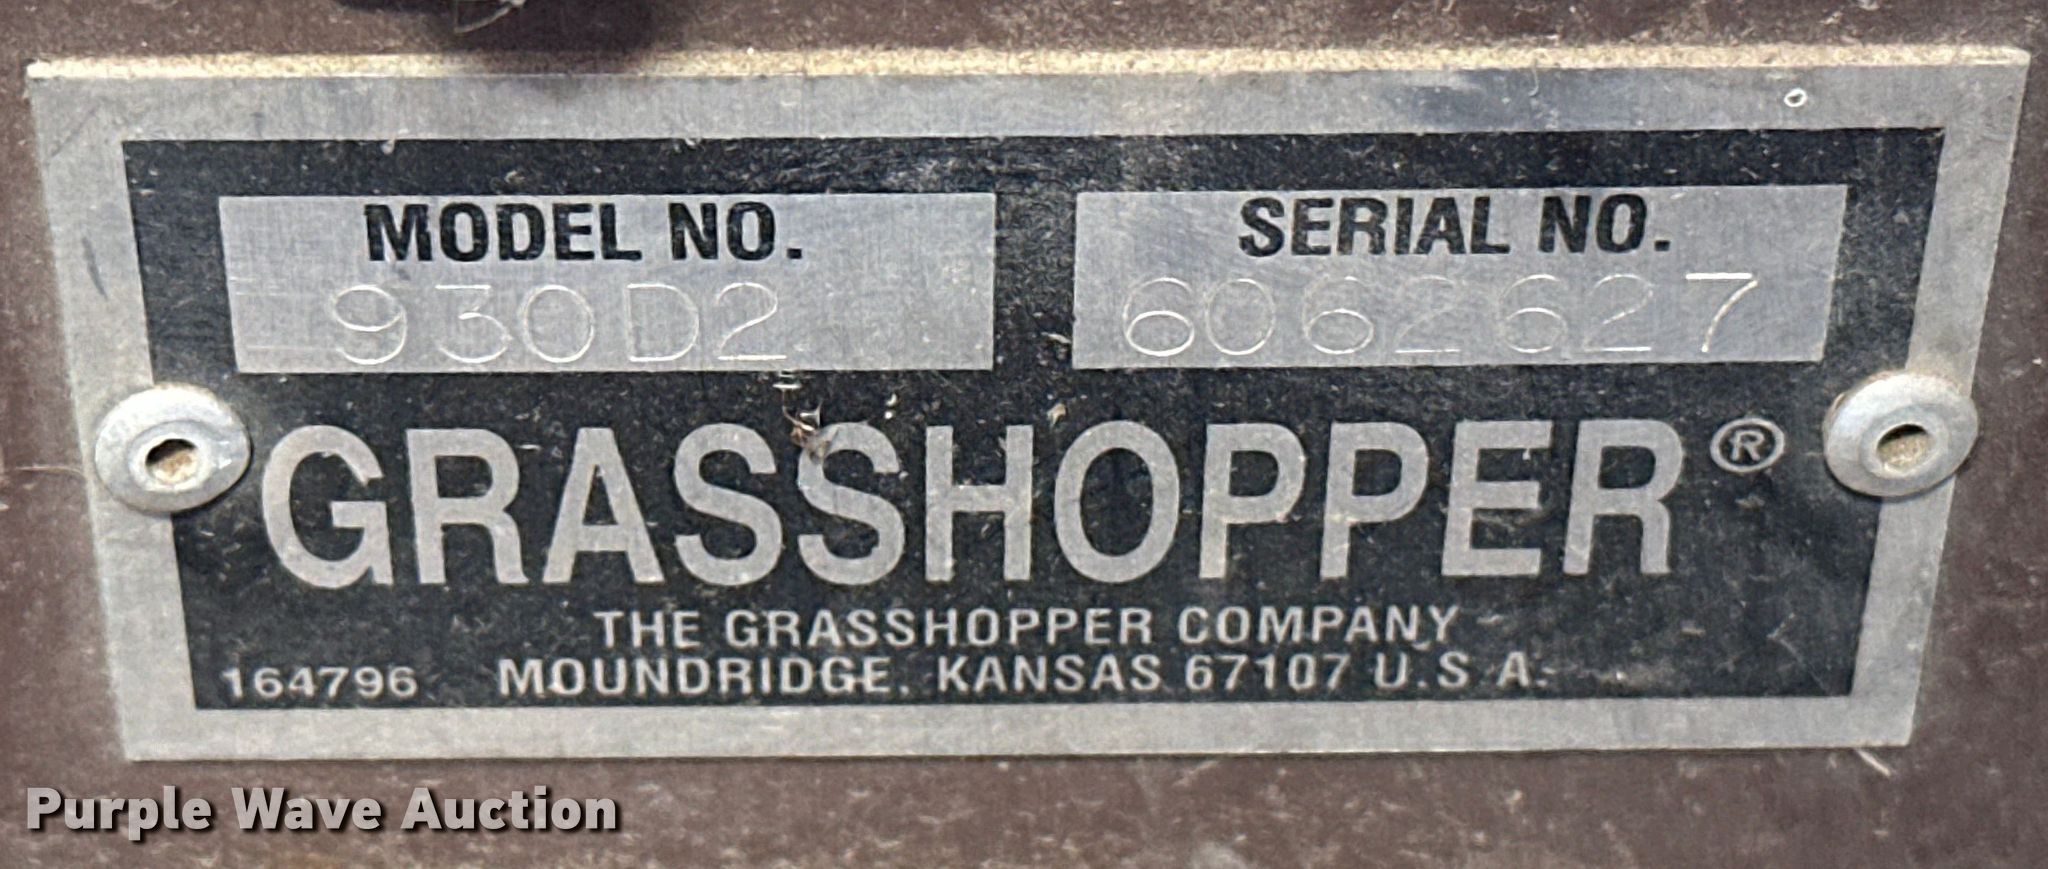 MODEL NO.
930D2
SERIAL NO.
6062627
GRASSHOPPER®
THE GRASSHOPPER COMPANY
164796 MOUNDRIDGE, KANSAS 67107 U.S.A.
Purple Wave Auction